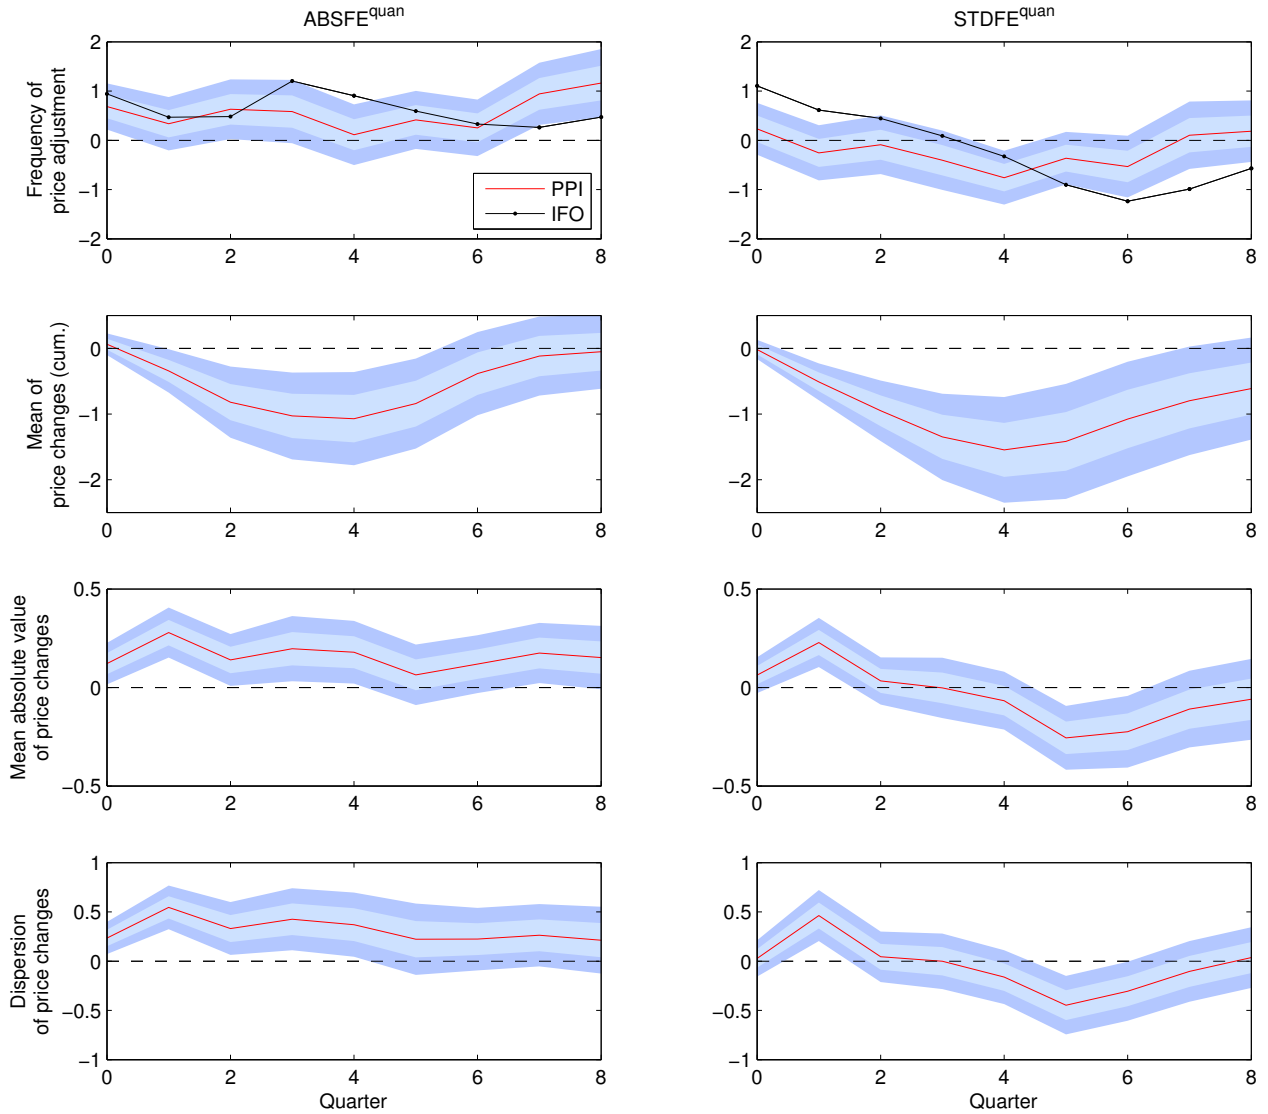 ABSFE^quan
STDFE^quan
Frequency of
price adjustment
2
1
0
−1
−2
0 2 4 6 8
PPI
IFO
2
1
0
−1
−2
0 2 4 6 8
Mean of
price changes (cum.)
0
−1
−2
0 2 4 6 8
0
−1
−2
0 2 4 6 8
Mean absolute value
of price changes
0.5
0
−0.5
0 2 4 6 8
0.5
0
−0.5
0 2 4 6 8
Dispersion
of price changes
1
0.5
0
−0.5
−1
0 2 4 6 8
Quarter
1
0.5
0
−0.5
−1
0 2 4 6 8
Quarter